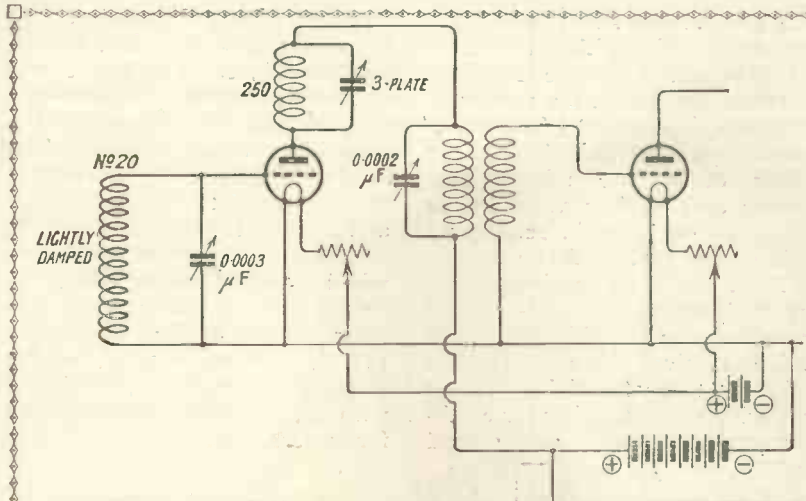 250
3-PLATE
Nº20
0·0002
μF
LIGHTLY
DAMPED
0·0003
μF
+
−
+
−